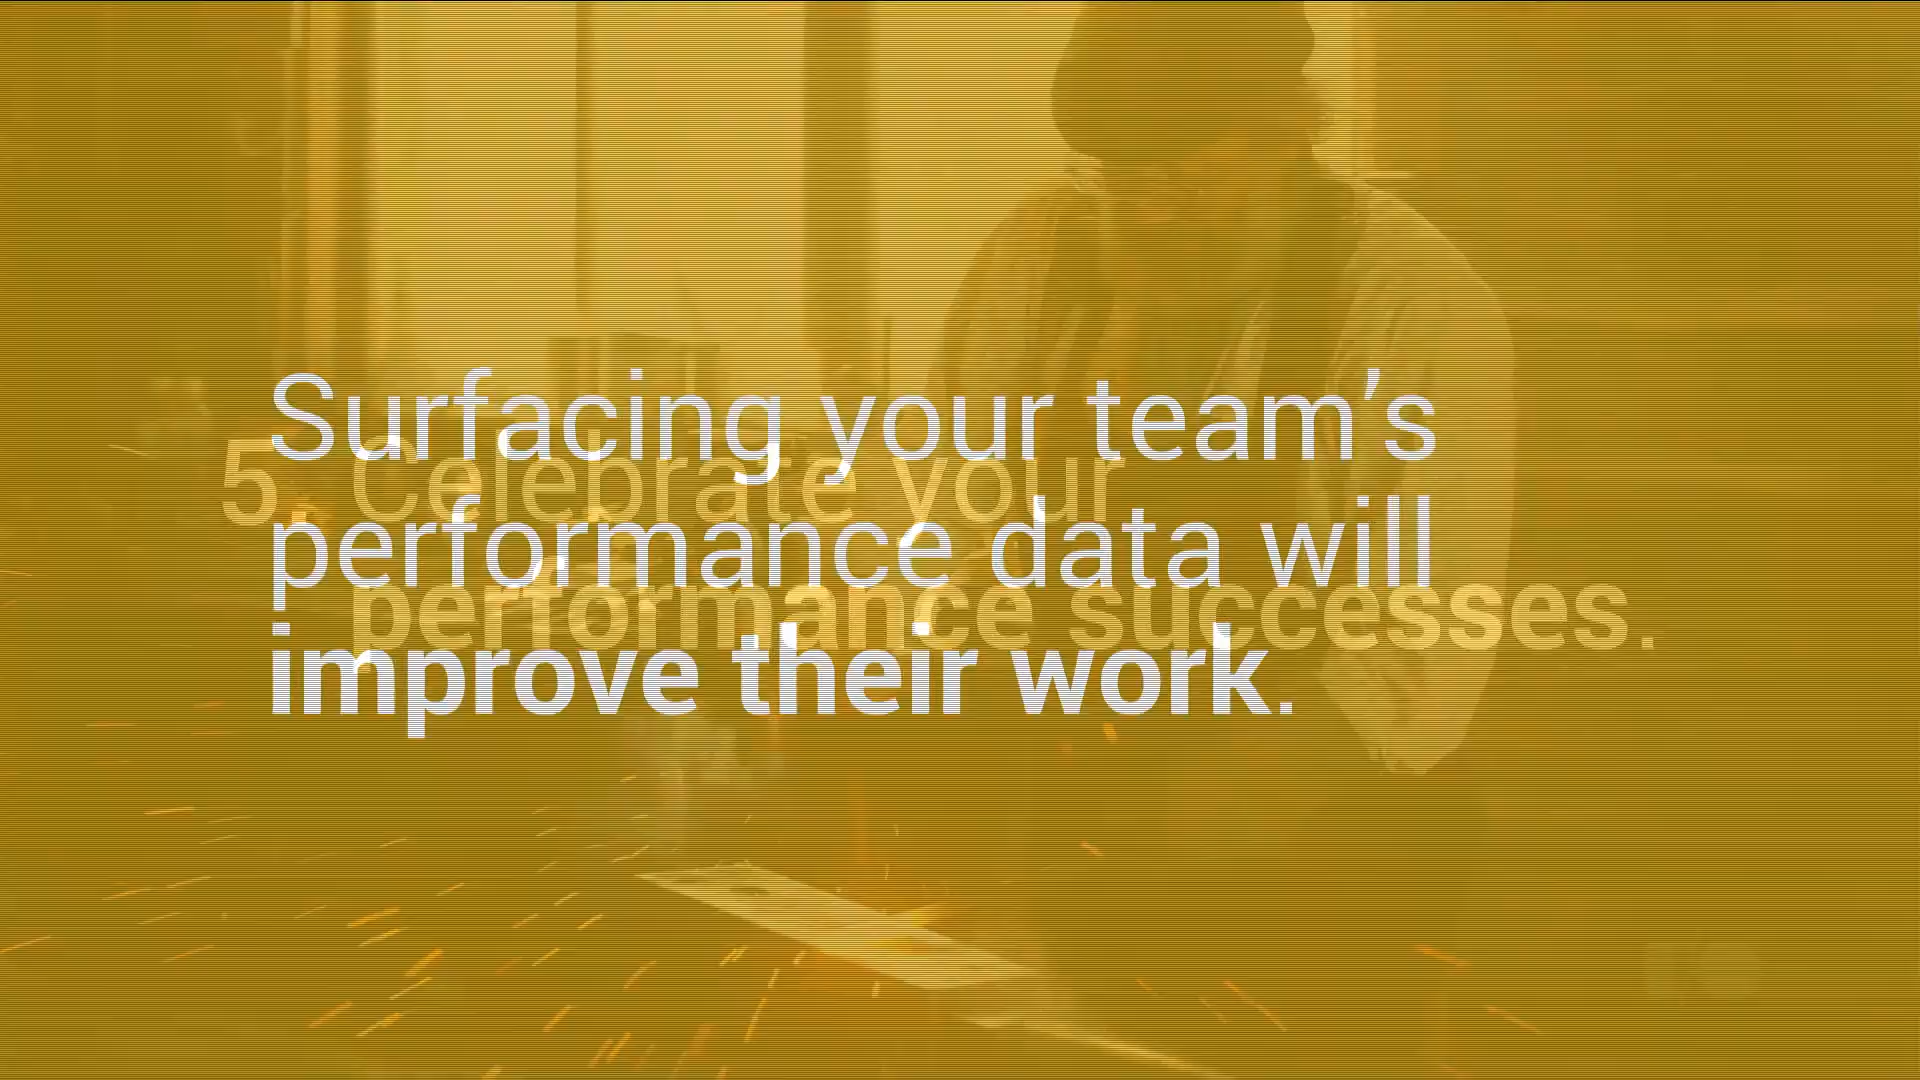 Surfacing your team’s
performance data will
improve their work.
5. Celebrate your
performance successes.